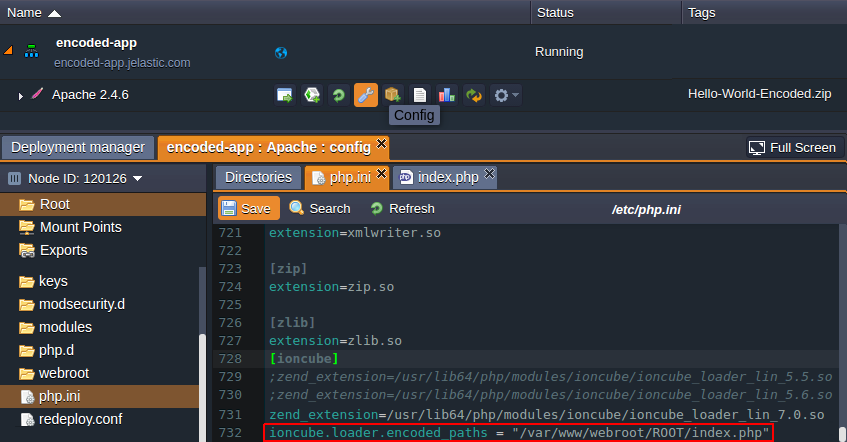 Name Status Tags
encoded-app
encoded-app.jelastic.com
Running
Apache 2.4.6
Hello-World-Encoded.zip
Config
Deployment manager
encoded-app : Apache : config
Full Screen
Node ID: 120126
Directories
php.ini
index.php
Root
Mount Points
Exports
keys
modsecurity.d
modules
php.d
webroot
php.ini
redeploy.conf
Save Search Refresh /etc/php.ini
721 extension=xmlwriter.so
722
723 [zip]
724 extension=zip.so
725
726 [zlib]
727 extension=zlib.so
728 [ioncube]
729 ;zend_extension=/usr/lib64/php/modules/ioncube/ioncube_loader_lin_5.5.so
730 ;zend_extension=/usr/lib64/php/modules/ioncube/ioncube_loader_lin_5.6.so
731 zend_extension=/usr/lib64/php/modules/ioncube/ioncube_loader_lin_7.0.so
732 ioncube.loader.encoded_paths = "/var/www/webroot/ROOT/index.php"